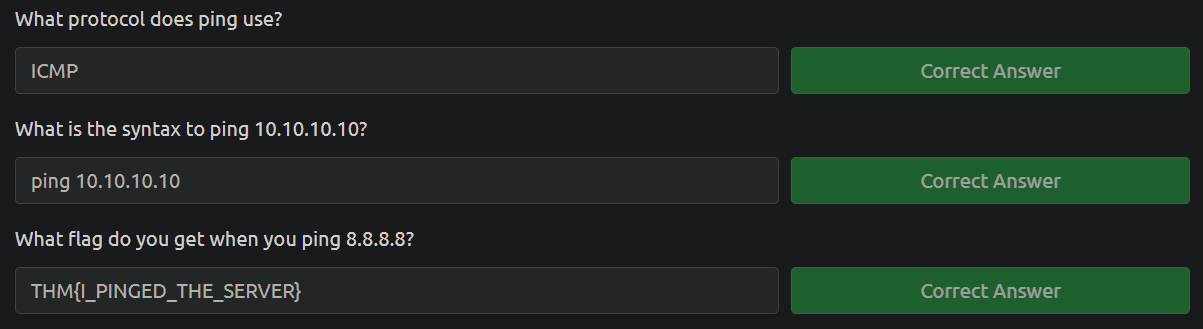 What protocol does ping use?
ICMP
Correct Answer
What is the syntax to ping 10.10.10.10?
ping 10.10.10.10
Correct Answer
What flag do you get when you ping 8.8.8.8?
THM{I_PINGED_THE_SERVER}
Correct Answer